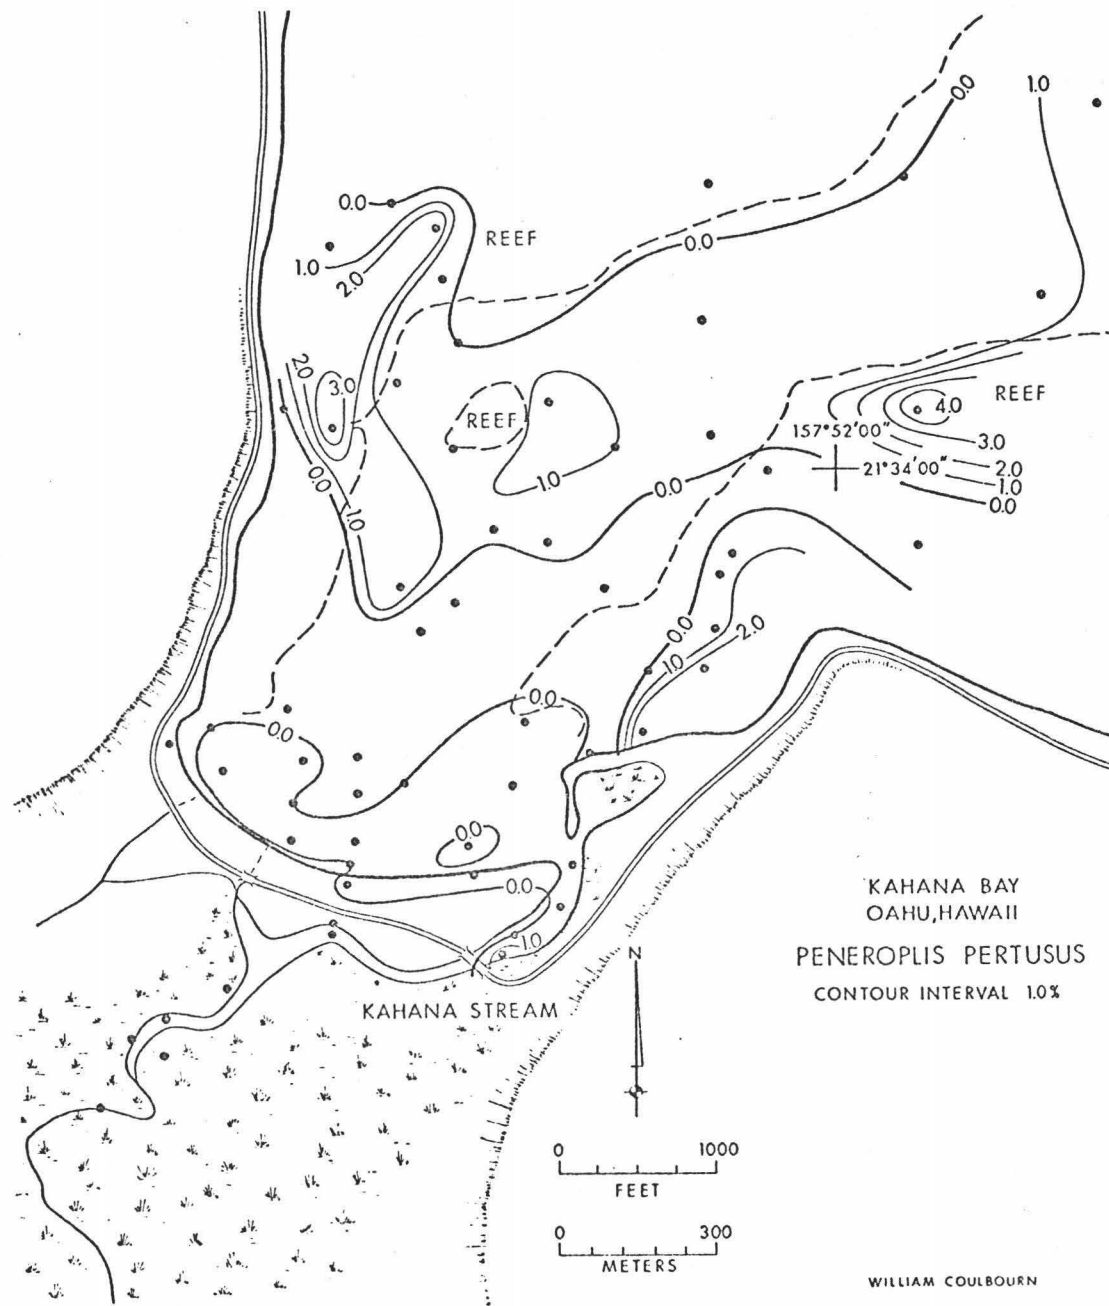 0.0
1.0
0.0
REEF
0.0
1.0
2.0
2.0
3.0
REEF
4.0
REEF
157°52'00"
3.0
21°34'00"
2.0
1.0
0.0
1.0
0.0
0.0
1.0
0.0
2.0
1.0
0.0
0.0
0.0
0.0
1.0
KAHANA BAY
OAHU, HAWAII
PENEROPLIS PERTUSUS
CONTOUR INTERVAL 1.0%
N
KAHANA STREAM
0 1000
FEET
0 300
METERS
WILLIAM COULBOURN